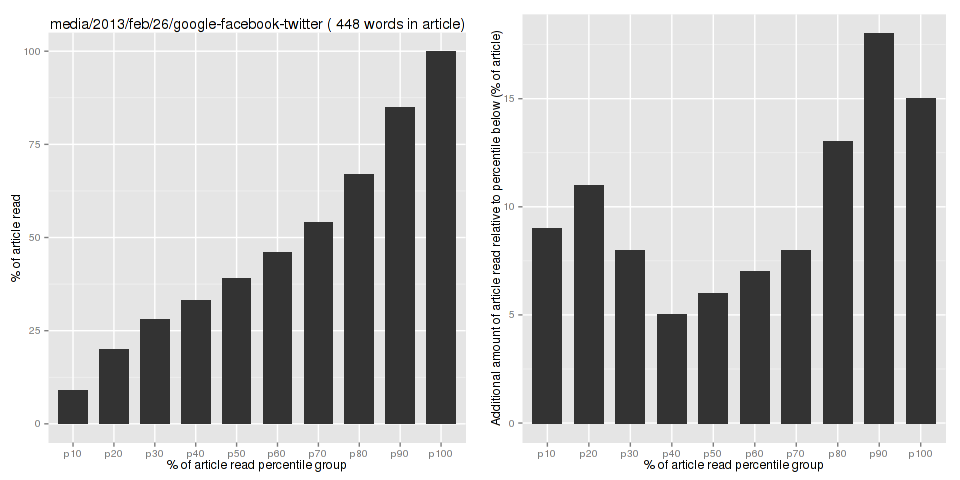 media/2013/feb/26/google-facebook-twitter ( 448 words in article)
% of article read
100
75
50
25
0
p10 p20 p30 p40 p50 p60 p70 p80 p90 p100
% of article read percentile group
Additional amount of article read relative to percentile below (% of article)
15
10
5
0
p10 p20 p30 p40 p50 p60 p70 p80 p90 p100
% of article read percentile group